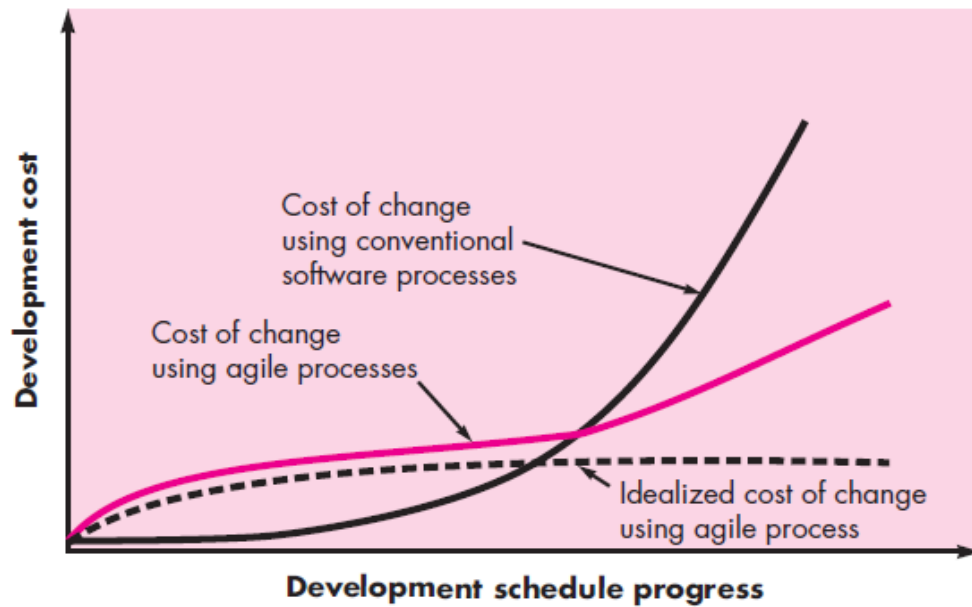 Development cost
Cost of change
using conventional
software processes
Cost of change
using agile processes
Idealized cost of change
using agile process
Development schedule progress